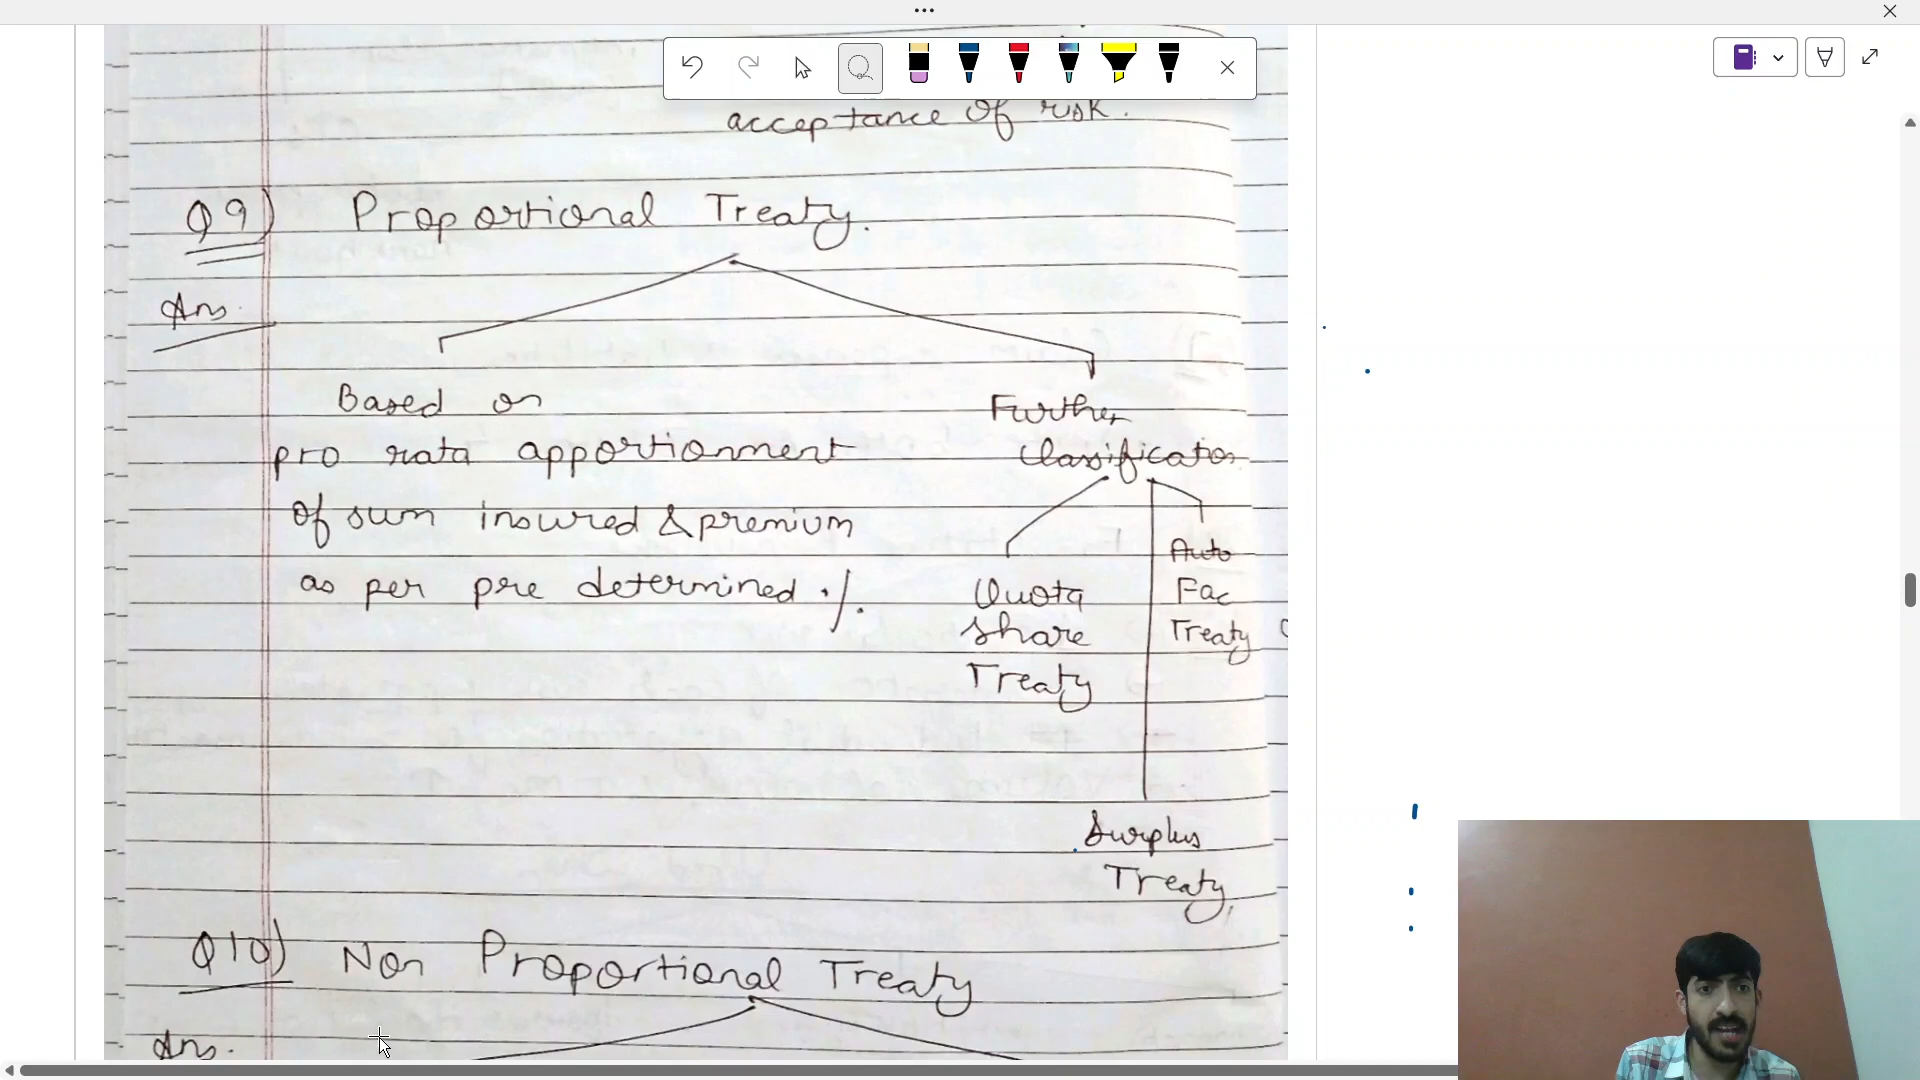 acceptance of risk.
Q9) Proportional Treaty.
Ans.
Based on
pro rata apportionment
of sum insured & premium
as per pre determined %.
Further
Classification
Quota
Share
Treaty
Auto
Fac
Treaty
Surplus
Treaty
Q10) Non Proportional Treaty
Ans.